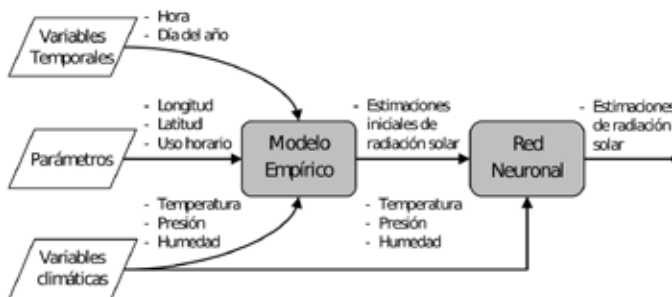 Variables
Temporales
- Hora
- Día del año
Parámetros
- Longitud
- Latitud
- Uso horario
Modelo
Empírico
- Estimaciones
iniciales de
radiación solar
Red
Neuronal
- Estimaciones
de radiación
solar
Variables
climáticas
- Temperatura
- Presión
- Humedad
- Temperatura
- Presión
- Humedad